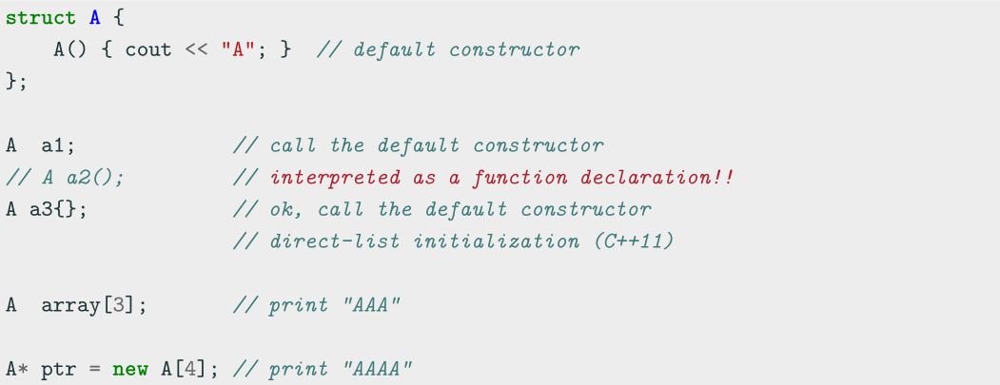 struct A {
    A() { cout << "A"; }  // default constructor
};
A  a1;             // call the default constructor
// A a2();         // interpreted as a function declaration!!
A a3{};            // ok, call the default constructor
                   // direct-list initialization (C++11)
A  array[3];       // print "AAA"
A* ptr = new A[4]; // print "AAAA"